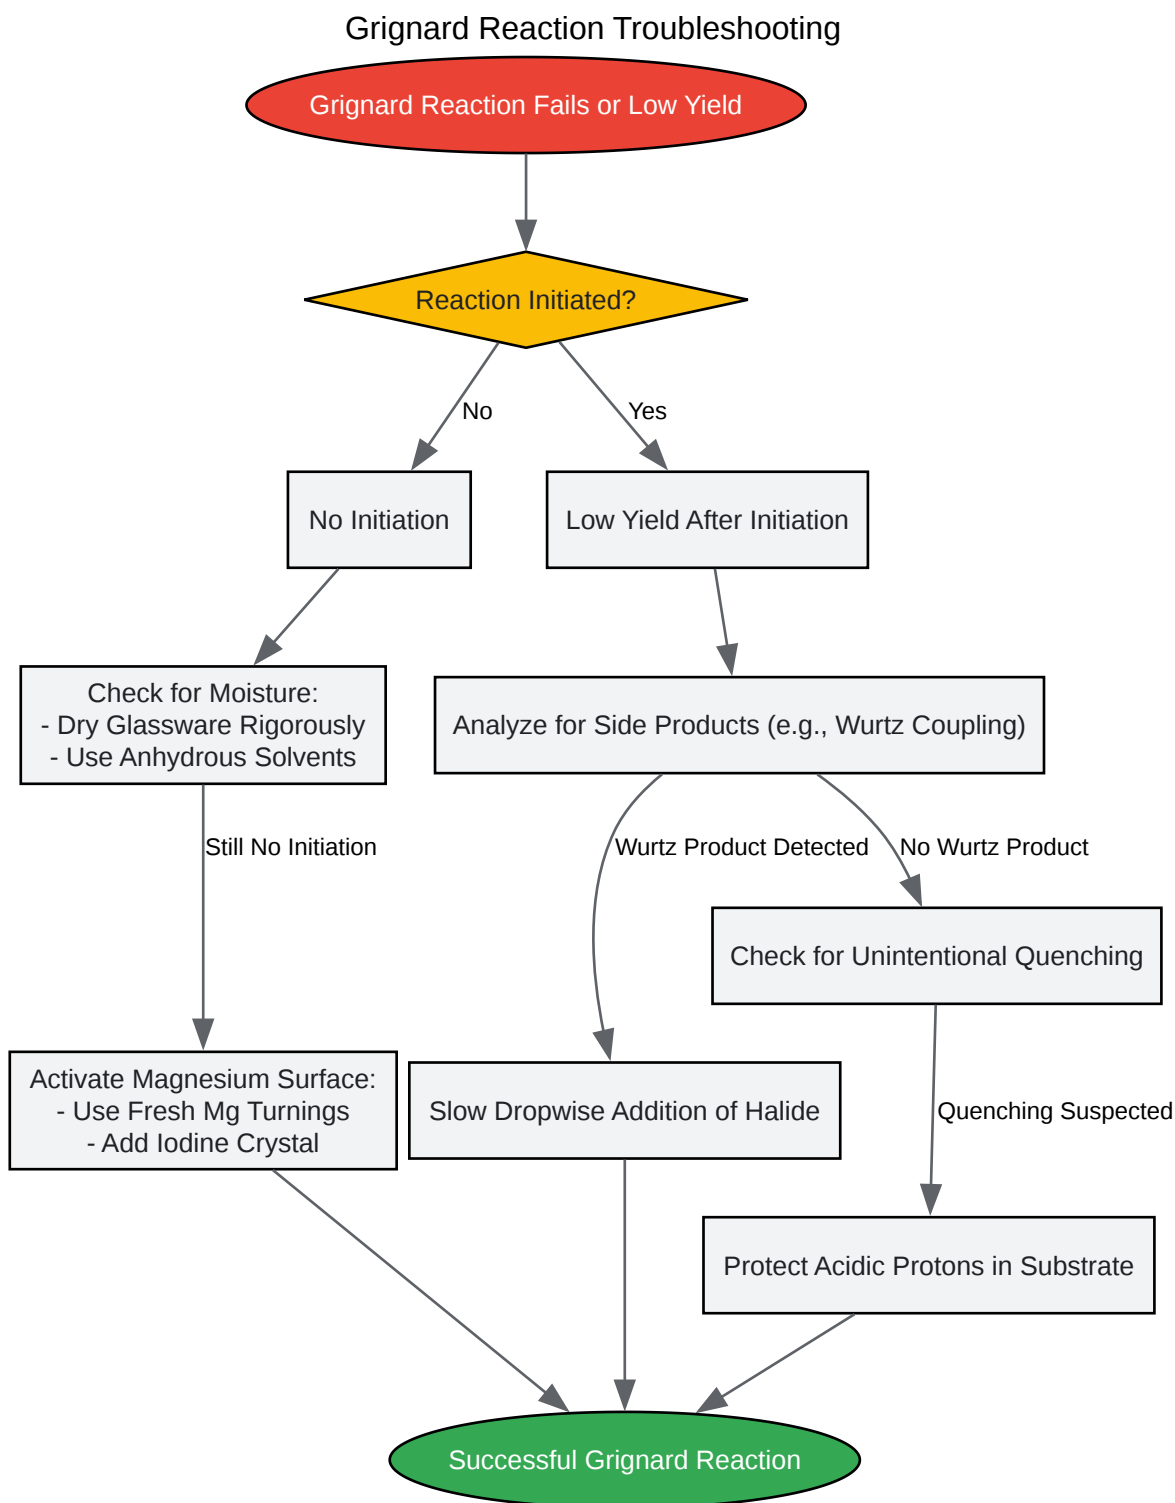 Grignard Reaction Troubleshooting
Grignard Reaction Fails or Low Yield
Reaction Initiated?
No
Yes
No Initiation
Low Yield After Initiation
Check for Moisture:
- Dry Glassware Rigorously
- Use Anhydrous Solvents
Analyze for Side Products (e.g., Wurtz Coupling)
Still No Initiation
Wurtz Product Detected
No Wurtz Product
Check for Unintentional Quenching
Activate Magnesium Surface:
- Use Fresh Mg Turnings
- Add Iodine Crystal
Slow Dropwise Addition of Halide
Quenching Suspected
Protect Acidic Protons in Substrate
Successful Grignard Reaction